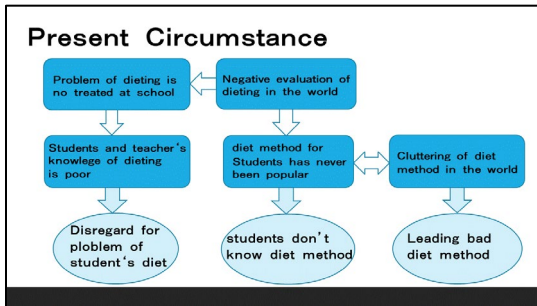 Present Circumstance
Problem of dieting is
no treated at school
Negative evaluation of
dieting in the world
Students and teacher's
knowlege of dieting
is poor
diet method for
Students has never
been popular
Cluttering of diet
method in the world
Disregard for
ploblem of
student's diet
students don't
know diet method
Leading bad
diet method